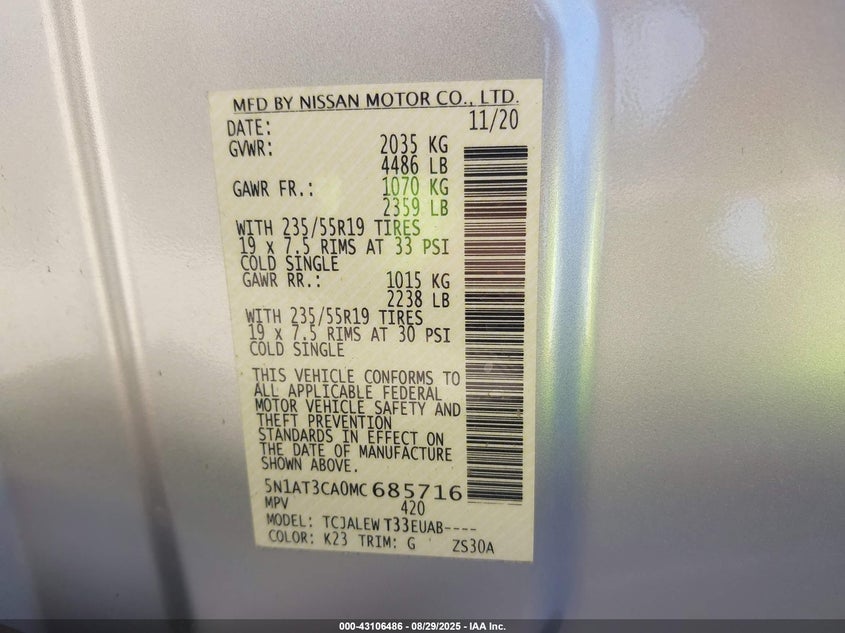 MFD BY NISSAN MOTOR CO., LTD.
DATE: 11/20
GVWR: 2035 KG
4486 LB
GAWR FR.: 1070 KG
2359 LB
WITH 235/55R19 TIRES
19 x 7.5 RIMS AT 33 PSI
COLD SINGLE
GAWR RR.: 1015 KG
2238 LB
WITH 235/55R19 TIRES
19 x 7.5 RIMS AT 30 PSI
COLD SINGLE
THIS VEHICLE CONFORMS TO
ALL APPLICABLE FEDERAL
MOTOR VEHICLE SAFETY AND
THEFT PREVENTION
STANDARDS IN EFFECT ON
THE DATE OF MANUFACTURE
SHOWN ABOVE.
5N1AT3CA0MC 685716
MPV 420
MODEL: TCJALEW T33EUAB----
COLOR: K23 TRIM: G ZS30A
000-43106486 - 08/29/2025 - IAA Inc.